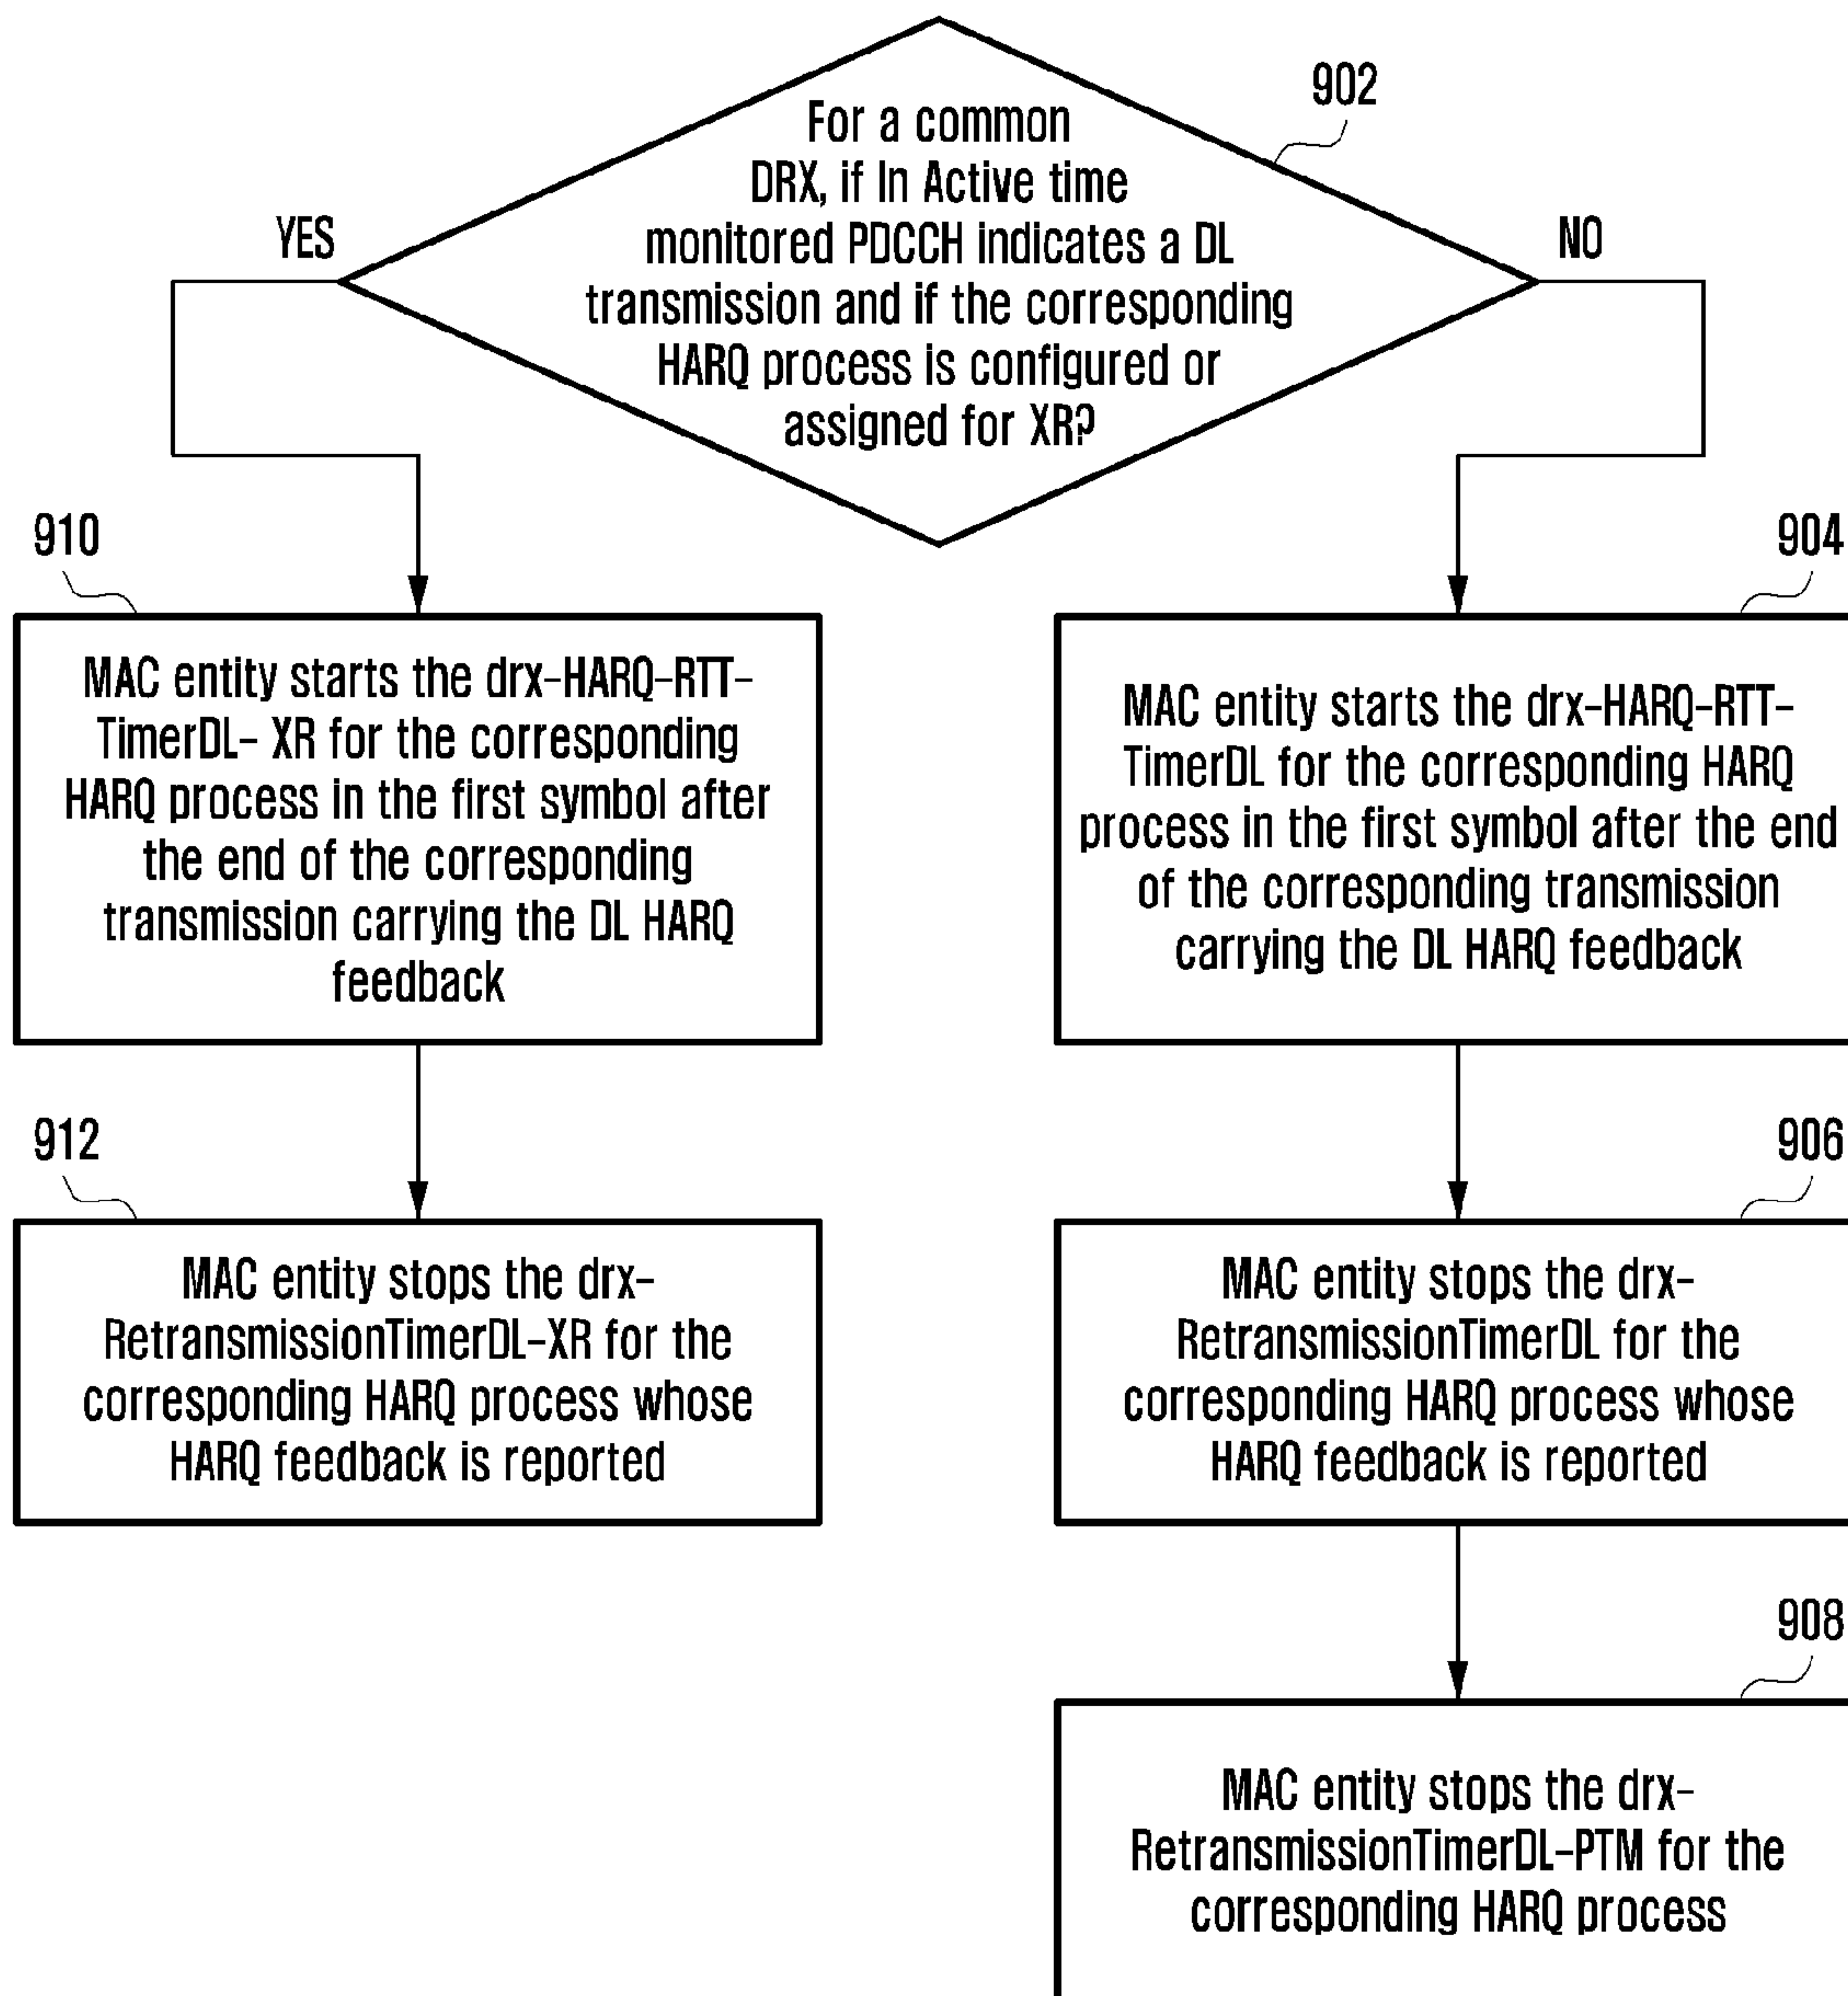 902
For a common
DRX, if In Active time
monitored PDCCH indicates a DL
transmission and if the corresponding
HARQ process is configured or
assigned for XR?
YES
NO
910
MAC entity starts the drx-HARQ-RTT-
TimerDL- XR for the corresponding
HARQ process in the first symbol after
the end of the corresponding
transmission carrying the DL HARQ
feedback
904
MAC entity starts the drx-HARQ-RTT-
TimerDL for the corresponding HARQ
process in the first symbol after the end
of the corresponding transmission
carrying the DL HARQ feedback
912
MAC entity stops the drx-
RetransmissionTimerDL-XR for the
corresponding HARQ process whose
HARQ feedback is reported
906
MAC entity stops the drx-
RetransmissionTimerDL for the
corresponding HARQ process whose
HARQ feedback is reported
908
MAC entity stops the drx-
RetransmissionTimerDL-PTM for the
corresponding HARQ process